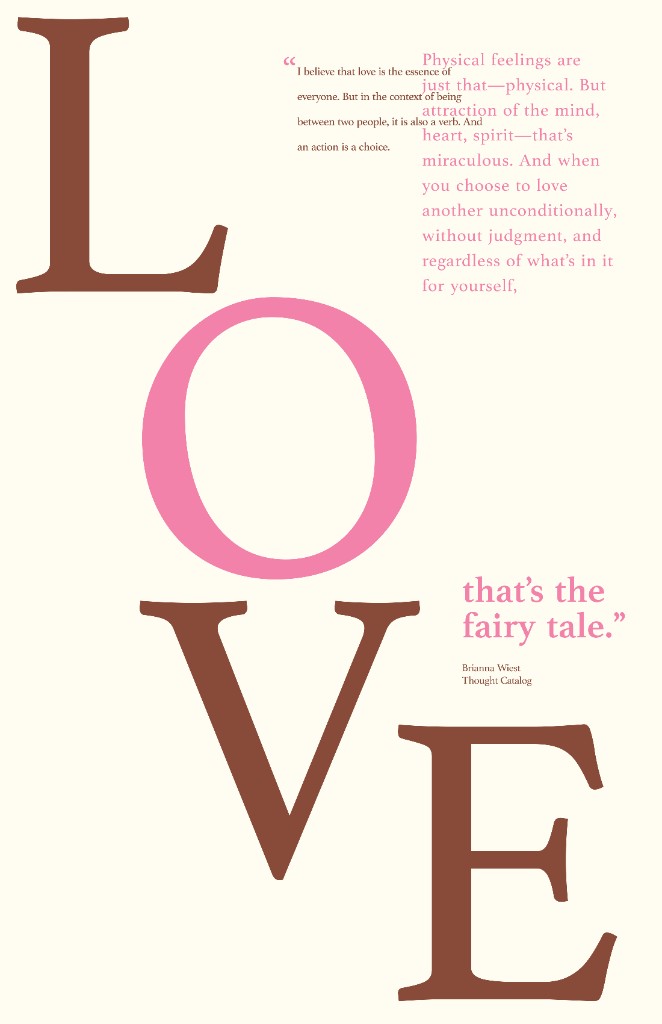 L
O
V
E
“
I believe that love is the essence of
everyone. But in the context of being
between two people, it is also a verb. And
an action is a choice.
Physical feelings are
just that—physical. But
attraction of the mind,
heart, spirit—that’s
miraculous. And when
you choose to love
another unconditionally,
without judgment, and
regardless of what’s in it
for yourself,
that’s the
fairy tale.”
Brianna Wiest
Thought Catalog